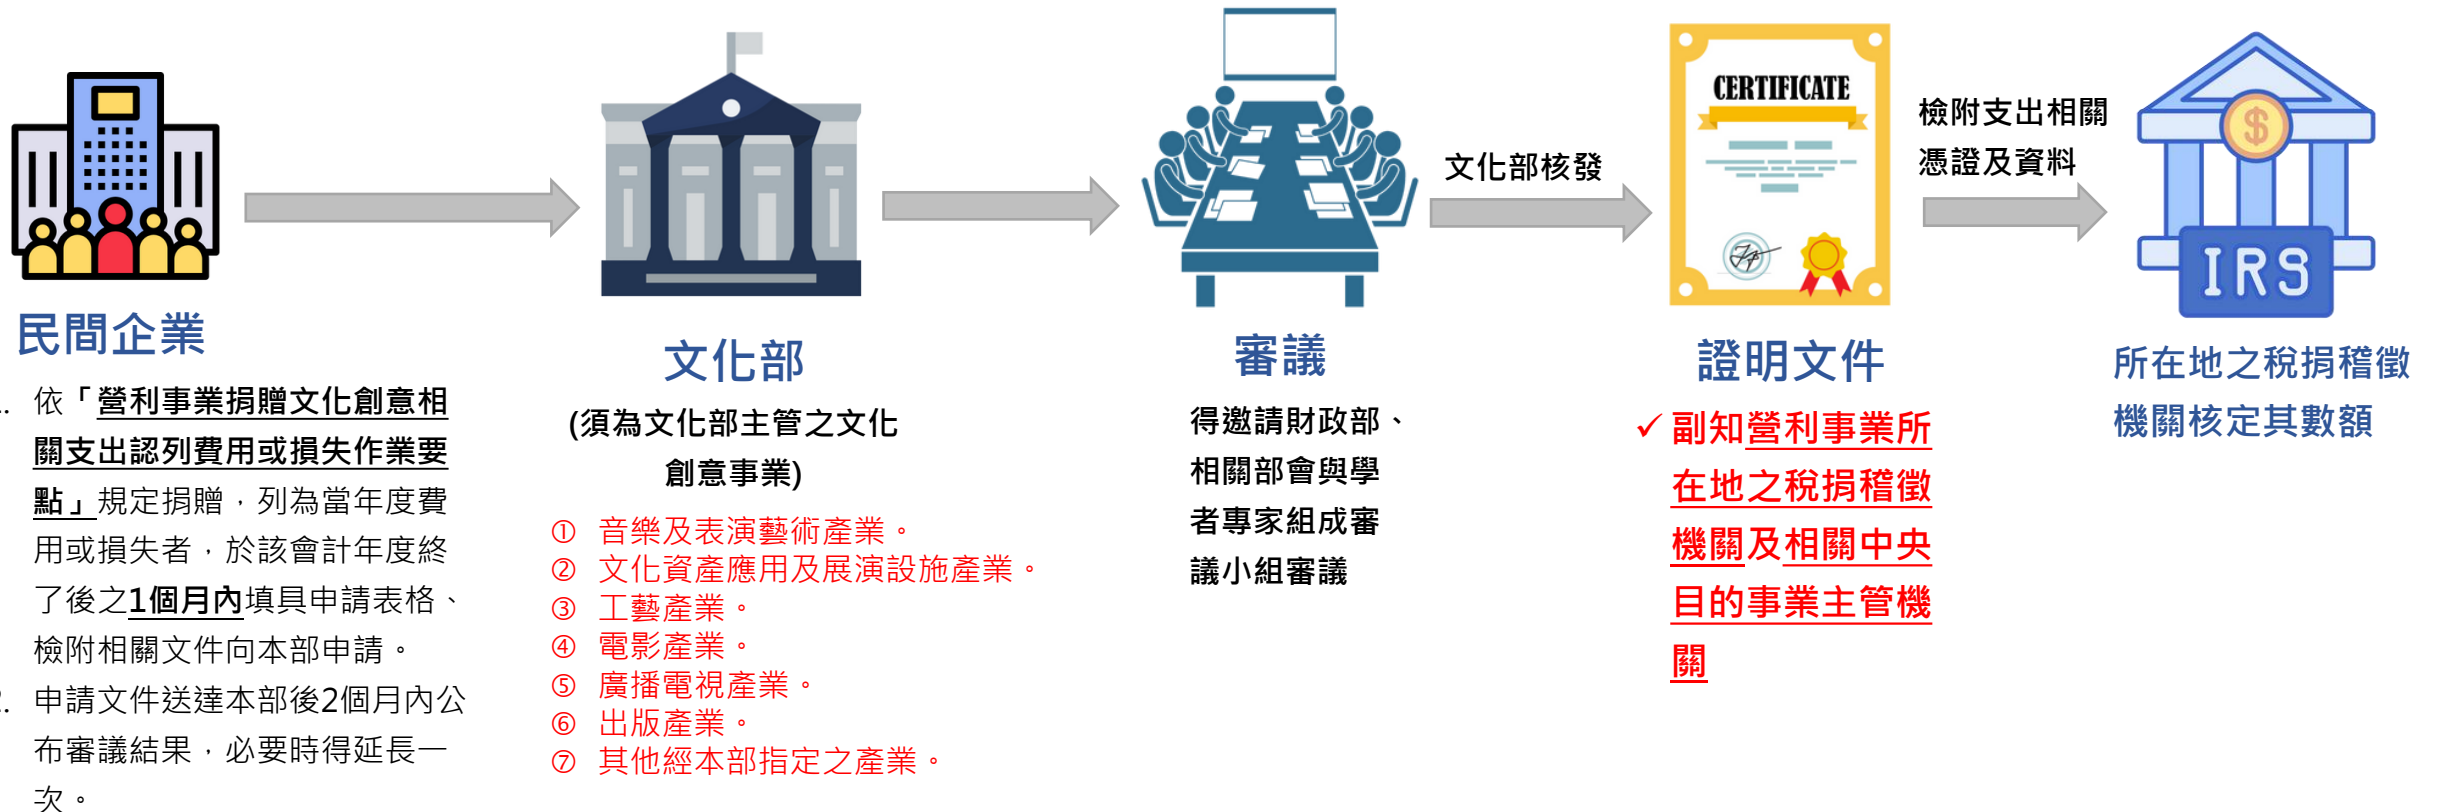 民間企業
1. 依「營利事業捐贈文化創意相
關支出認列費用或損失作業要
點」規定捐贈，列為當年度費
用或損失者，於該會計年度終
了後之1個月內填具申請表格、
檢附相關文件向本部申請。
2. 申請文件送達本部後2個月內公
布審議結果，必要時得延長一
次。
文化部
(須為文化部主管之文化
創意事業)
① 音樂及表演藝術產業。
② 文化資產應用及展演設施產業。
③ 工藝產業。
④ 電影產業。
⑤ 廣播電視產業。
⑥ 出版產業。
⑦ 其他經本部指定之產業。
審議
得邀請財政部、
相關部會與學
者專家組成審
議小組審議
文化部核發
CERTIFICATE
證明文件
✓ 副知營利事業所
在地之稅捐稽徵
機關及相關中央
目的事業主管機
關
檢附支出相關
憑證及資料
IRS
所在地之稅捐稽徵
機關核定其數額